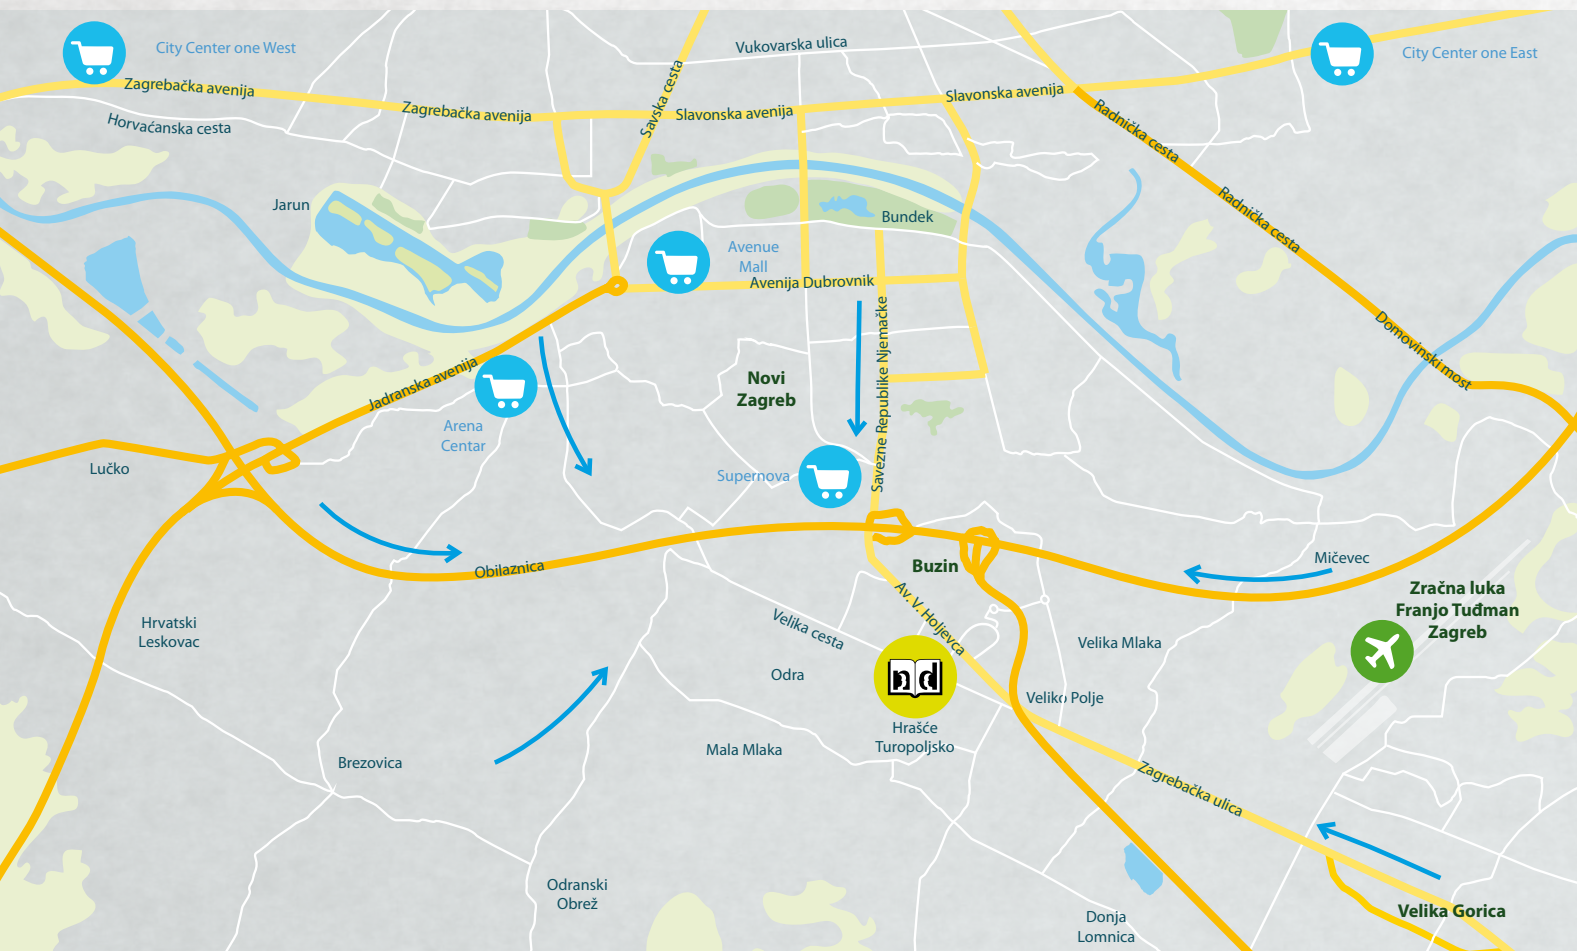 City Center one West
Vukovarska ulica
City Center one East
Zagrebačka avenija
Zagrebačka avenija
Savska cesta
Slavonska avenija
Slavonska avenija
Horvaćanska cesta
Radnička cesta
Radnička cesta
Jarun
Bundek
Avenue
Mall
Avenija Dubrovnik
Savezne Republike Njemačke
Domovinski most
Jadranska avenija
Novi
Zagreb
Arena
Centar
Lučko
Supernova
Obilaznica
Buzin
Mičevec
Av. V. Holjevca
Zračna luka
Franjo Tuđman
Zagreb
Hrvatski
Leskovac
Velika cesta
Velika Mlaka
Odra
nd
Veliko Polje
Hrašće
Turopoljsko
Mala Mlaka
Brezovica
Zagrebačka ulica
Odranski
Obrež
Velika Gorica
Donja
Lomnica